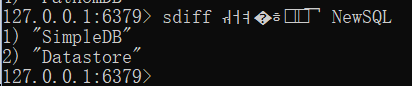 127.0.0.1:6379> sdiff NewSQL
1) "SimpleDB"
2) "Datastore"
127.0.0.1:6379>